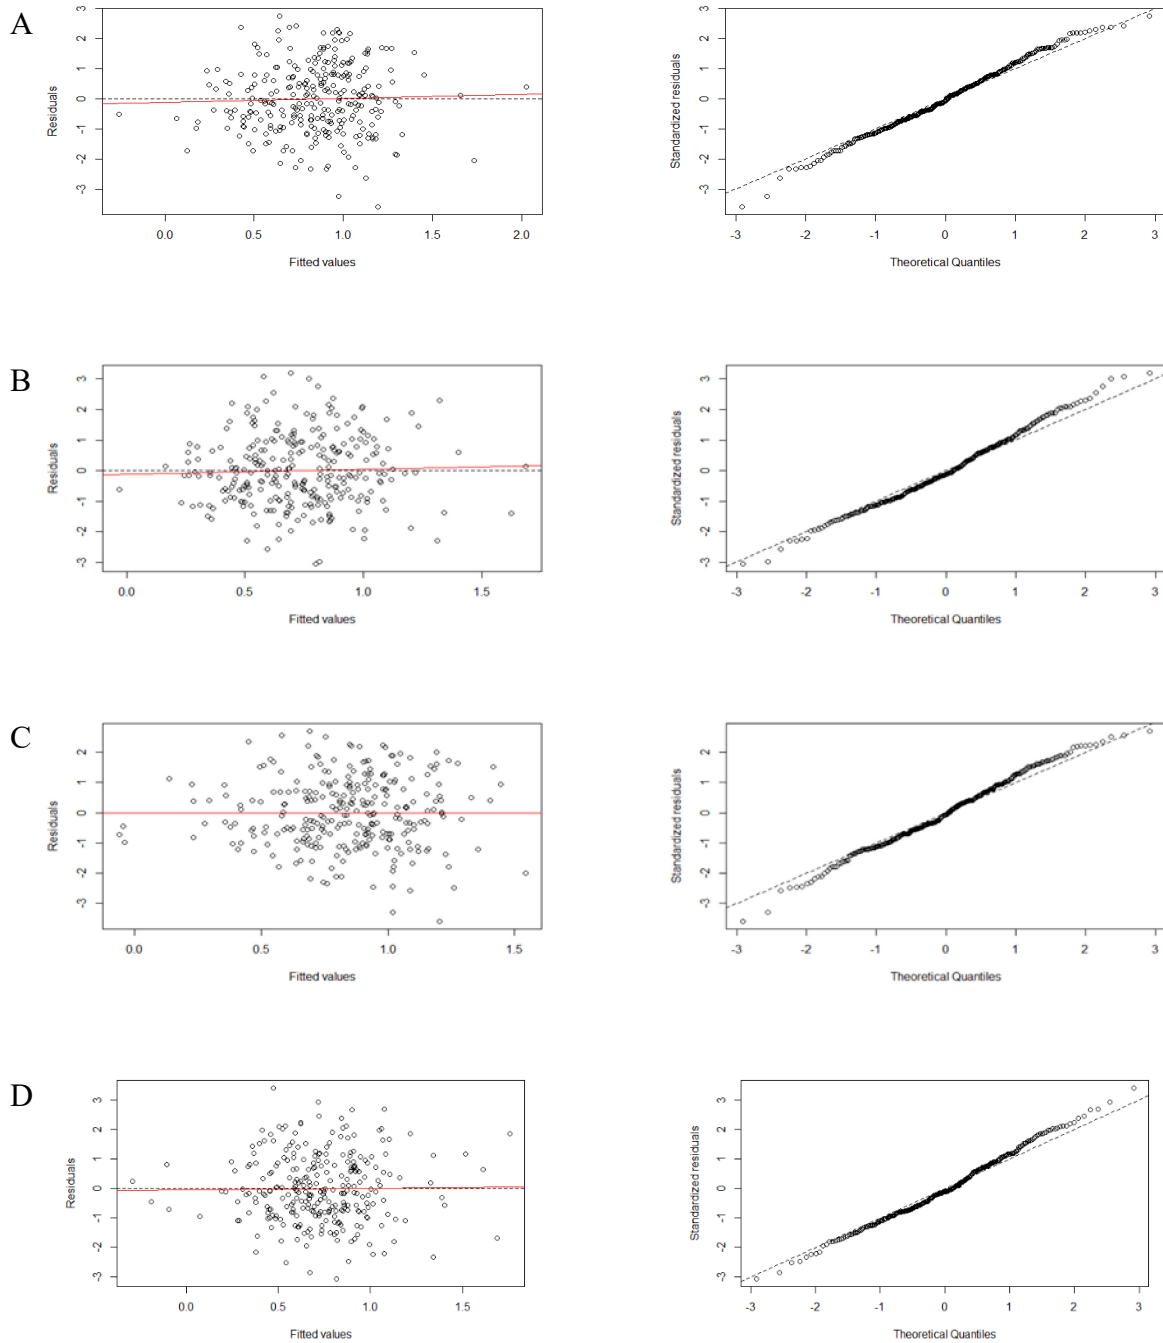 A
Residuals
3
2
1
0
-1
-2
-3
0.0 0.5 1.0 1.5 2.0
Fitted values
Standardized residuals
3
2
1
0
-1
-2
-3
-3 -2 -1 0 1 2 3
Theoretical Quantiles
B
Residuals
3
2
1
0
-1
-2
-3
0.0 0.5 1.0 1.5
Fitted values
Standardized residuals
3
2
1
0
-1
-2
-3
-3 -2 -1 0 1 2 3
Theoretical Quantiles
C
Residuals
2
1
0
-1
-2
-3
0.0 0.5 1.0 1.5
Fitted values
Standardized residuals
2
1
0
-1
-2
-3
-3 -2 -1 0 1 2 3
Theoretical Quantiles
D
Residuals
3
2
1
0
-1
-2
-3
0.0 0.5 1.0 1.5
Fitted values
Standardized residuals
3
2
1
0
-1
-2
-3
-3 -2 -1 0 1 2 3
Theoretical Quantiles